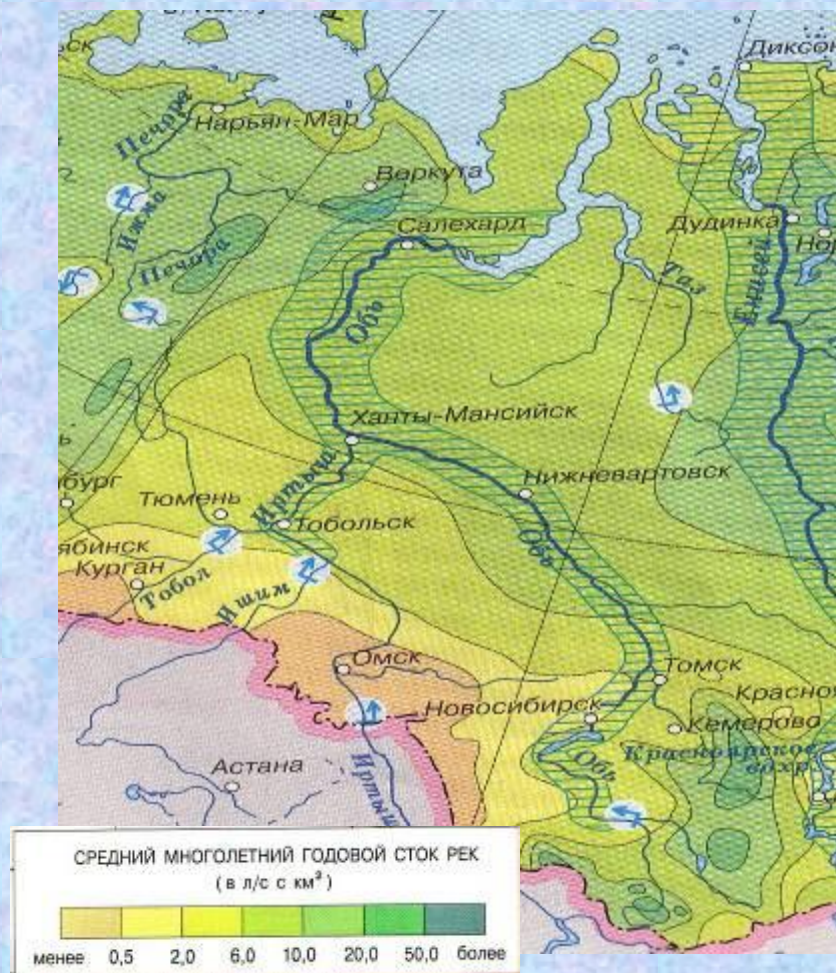 Диксон
Печора
Нарьян-Мар
Воркута
Ижма
Салехард
Дудинка
Печора
Обь
Таз
Енисей
Ханты-Мансийск
Нижневартовск
Тюмень
Иртыш
Тобольск
Обь
Курган
Тобол
Ишим
Омск
Томск
Новосибирск
Кемерово
Красноярское
вдхр.
Обь
Астана
Иртыш
СРЕДНИЙ МНОГОЛЕТНИЙ ГОДОВОЙ СТОК РЕК
(в л/с с км²)
менее 0,5 2,0 6,0 10,0 20,0 50,0 более